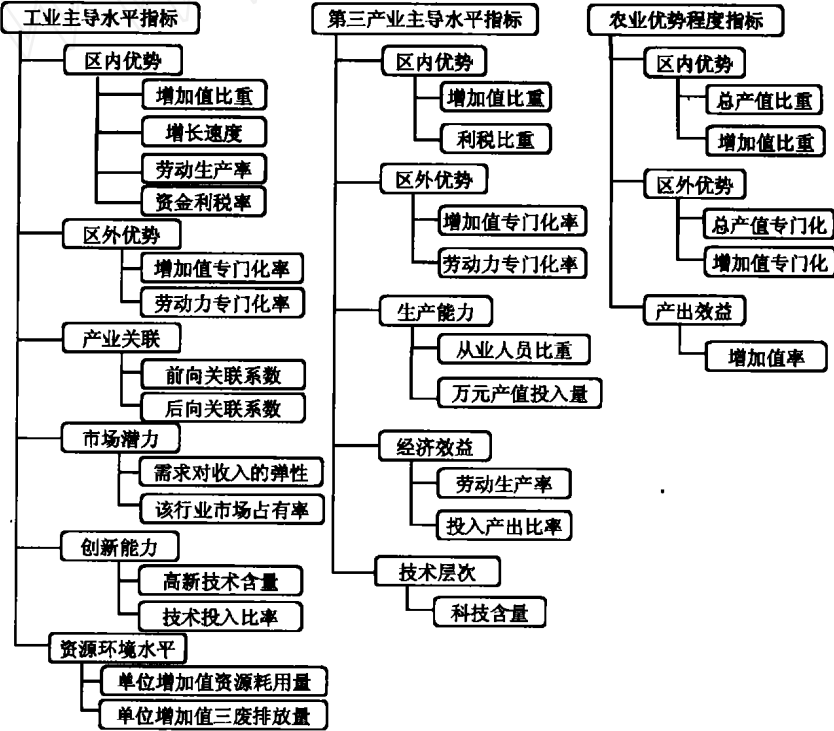 工业主导水平指标
区内优势
增加值比重
增长速度
劳动生产率
资金利税率
区外优势
增加值专门化率
劳动力专门化率
产业关联
前向关联系数
后向关联系数
市场潜力
需求对收入的弹性
该行业市场占有率
创新能力
高新技术含量
技术投入比率
资源环境水平
单位增加值资源耗用量
单位增加值三废排放量
第三产业主导水平指标
区内优势
增加值比重
利税比重
区外优势
增加值专门化率
劳动力专门化率
生产能力
从业人员比重
万元产值投入量
经济效益
劳动生产率
投入产出比率
技术层次
科技含量
农业优势程度指标
区内优势
总产值比重
增加值比重
区外优势
总产值专门化
增加值专门化
产出效益
增加值率